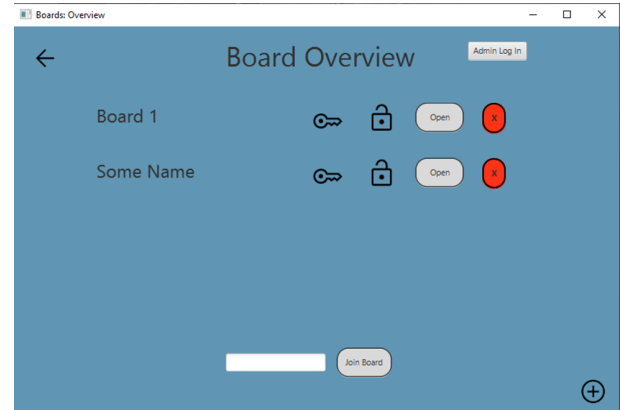 Boards: Overview
Board Overview
Admin Log In
Board 1
Open
X
Some Name
Open
X
Join Board